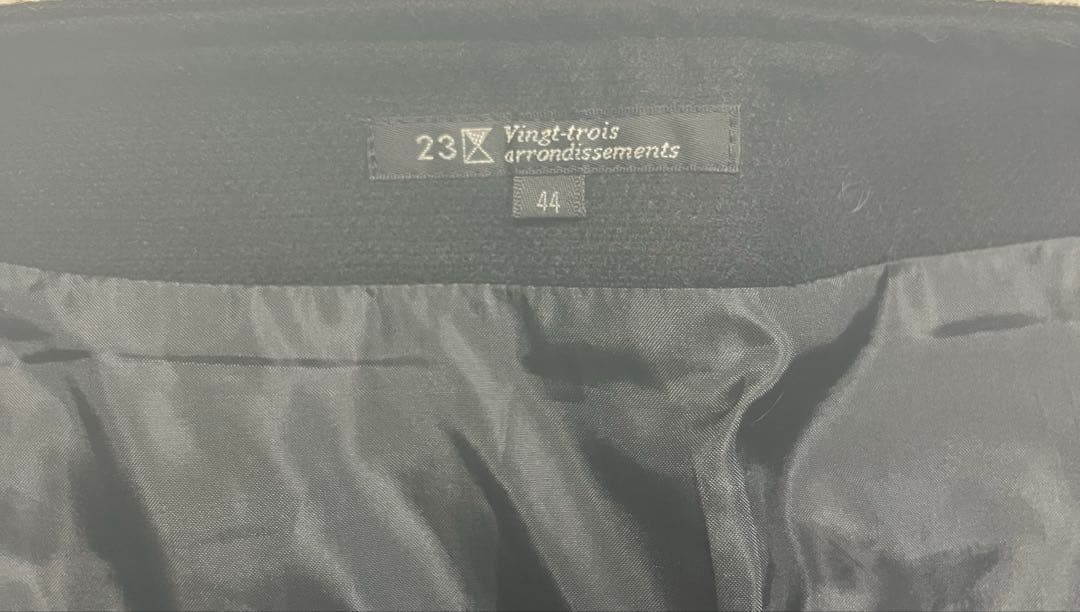 23 Vingt-trois
arrondissements
44